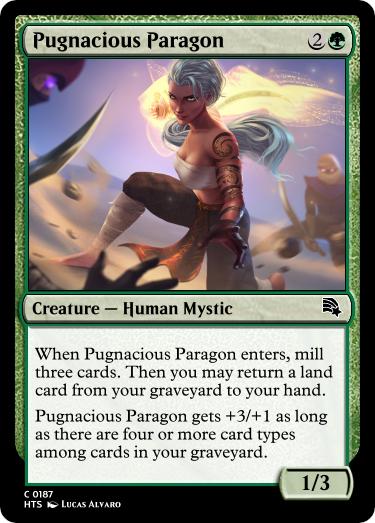 Pugnacious Paragon 2
Creature — Human Mystic
When Pugnacious Paragon enters, mill
three cards. Then you may return a land
card from your graveyard to your hand.
Pugnacious Paragon gets +3/+1 as long
as there are four or more card types
among cards in your graveyard.
1/3
C 0187
HTS Lucas Alvaro